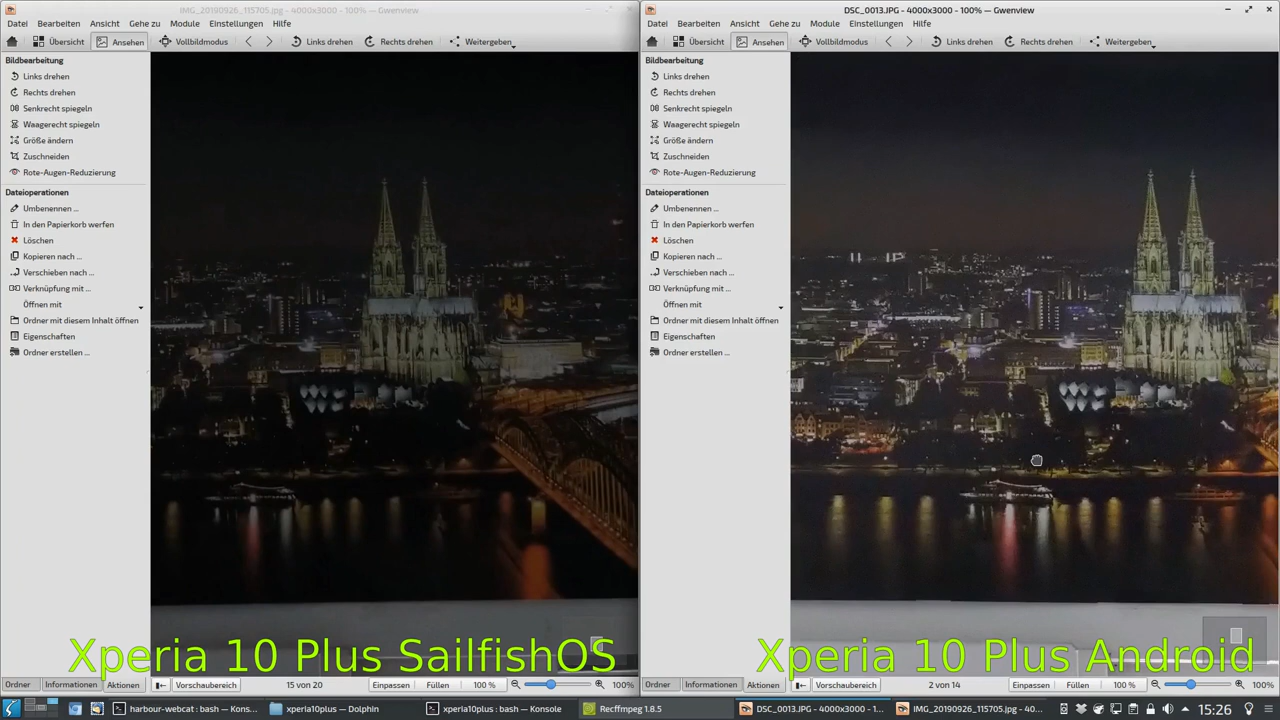 IMG_20190926_115705.jpg - 4000x3000 - 100% — Gwenview
Datei Bearbeiten Ansicht Gehe zu Module Einstellungen Hilfe
Übersicht Ansehen Vollbildmodus Links drehen Rechts drehen Weitergeben
Bildbearbeitung
Links drehen
Rechts drehen
Senkrecht spiegeln
Waagerecht spiegeln
Größe ändern
Zuschneiden
Rote-Augen-Reduzierung
Dateioperationen
Umbenennen ...
In den Papierkorb werfen
Löschen
Kopieren nach ...
Verschieben nach ...
Verknüpfung mit ...
Öffnen mit
Ordner mit diesem Inhalt öffnen
Eigenschaften
Ordner erstellen ...
Xperia 10 Plus SailfishOS
Ordner Informationen Aktionen Vorschaubereich 15 von 20 Einpassen Füllen 100 % 100%
DSC_0013.JPG - 4000x3000 - 100% — Gwenview
Datei Bearbeiten Ansicht Gehe zu Module Einstellungen Hilfe
Übersicht Ansehen Vollbildmodus Links drehen Rechts drehen Weitergeben
Bildbearbeitung
Links drehen
Rechts drehen
Senkrecht spiegeln
Waagerecht spiegeln
Größe ändern
Zuschneiden
Rote-Augen-Reduzierung
Dateioperationen
Umbenennen ...
In den Papierkorb werfen
Löschen
Kopieren nach ...
Verschieben nach ...
Verknüpfung mit ...
Öffnen mit
Ordner mit diesem Inhalt öffnen
Eigenschaften
Ordner erstellen ...
Xperia 10 Plus Android
Ordner Informationen Aktionen Vorschaubereich 2 von 14 Einpassen Füllen 100 % 100%
harbour-webcat : bash — Kons... xperia10plus — Dolphin xperia10plus : bash — Konsole Recffmpeg 1.8.5 DSC_0013.JPG - 4000x3000 - 1... IMG_20190926_115705.jpg - 40... 15:26